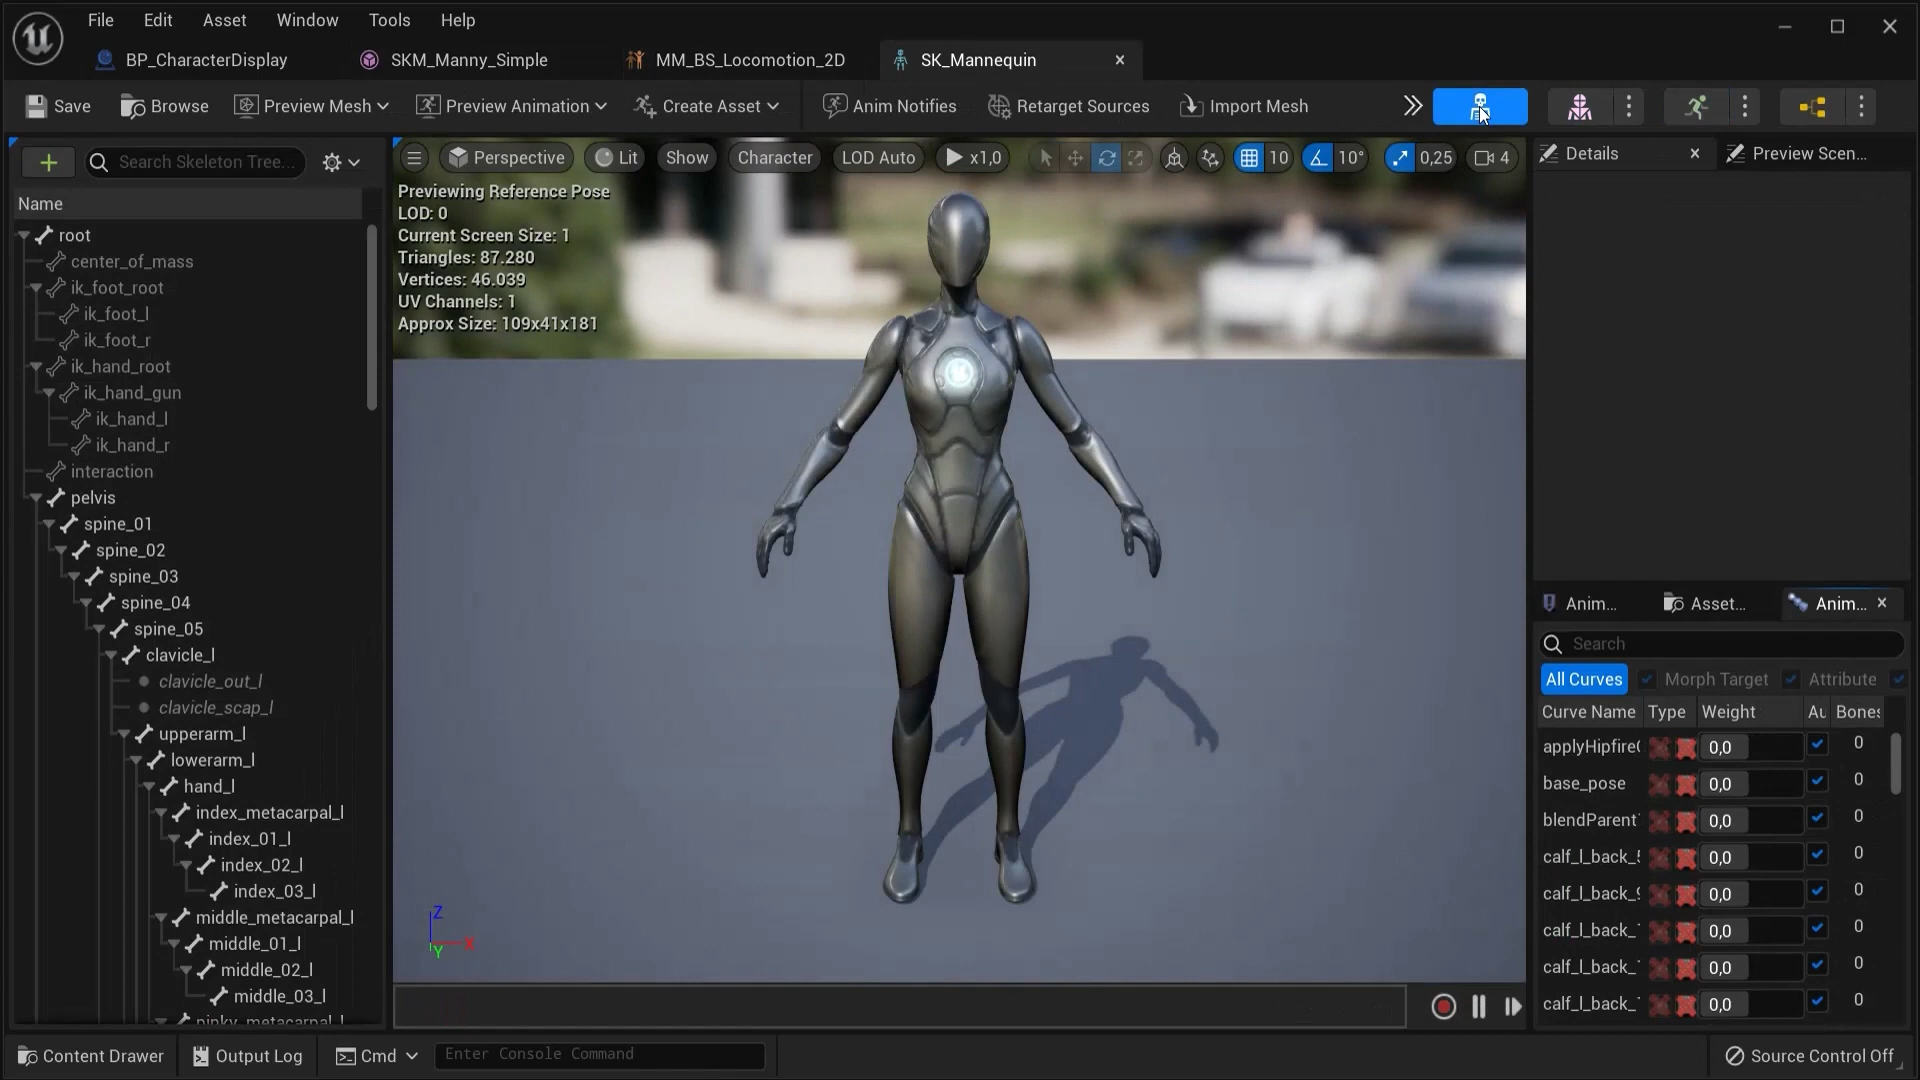 File Edit Asset Window Tools Help
BP_CharacterDisplay SKM_Manny_Simple MM_BS_Locomotion_2D SK_Mannequin
Save Browse Preview Mesh Preview Animation Create Asset Anim Notifies Retarget Sources Import Mesh
Search Skeleton Tree...
Perspective Lit Show Character LOD Auto x1,0 10 10° 0,25 4
Details Preview Scen...
Name
Previewing Reference Pose
LOD: 0
Current Screen Size: 1
Triangles: 87.280
Vertices: 46.039
UV Channels: 1
Approx Size: 109x41x181
root
center_of_mass
ik_foot_root
ik_foot_l
ik_foot_r
ik_hand_root
ik_hand_gun
ik_hand_l
ik_hand_r
interaction
pelvis
spine_01
spine_02
spine_03
spine_04
spine_05
clavicle_l
clavicle_out_l
clavicle_scap_l
upperarm_l
lowerarm_l
hand_l
index_metacarpal_l
index_01_l
index_02_l
index_03_l
middle_metacarpal_l
middle_01_l
middle_02_l
middle_03_l
pinky_metacarpal_l
Z
X
Y
Anim... Asset... Anim...
Search
All Curves Morph Target Attribute
Curve Name Type Weight Au Bones
applyHipfire 0,0 0
base_pose 0,0 0
blendParent 0,0 0
calf_l_back_ 0,0 0
calf_l_back_ 0,0 0
calf_l_back_ 0,0 0
calf_l_back_ 0,0 0
calf_l_back_ 0,0 0
Content Drawer Output Log Cmd Enter Console Command Source Control Off